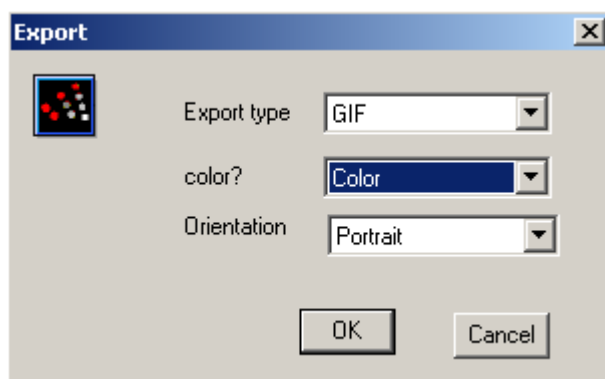 Export
Export type GIF
color? Color
Orientation Portrait
OK Cancel